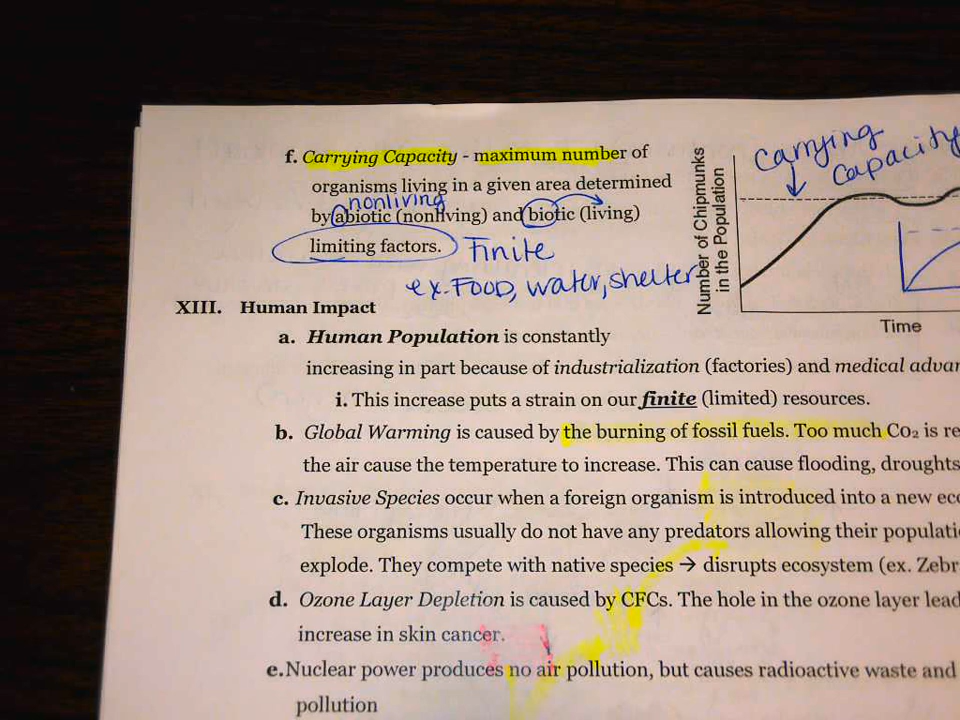 f. Carrying Capacity - maximum number of
organisms living in a given area determined
nonliving
by abiotic (nonliving) and biotic (living)
limiting factors. Finite
ex. Food, water, shelter
Carrying
Capacity
Number of Chipmunks
in the Population
Time
XIII. Human Impact
a. Human Population is constantly
increasing in part because of industrialization (factories) and medical advan
i. This increase puts a strain on our finite (limited) resources.
b. Global Warming is caused by the burning of fossil fuels. Too much Co₂ is re
the air cause the temperature to increase. This can cause flooding, droughts
c. Invasive Species occur when a foreign organism is introduced into a new eco
These organisms usually do not have any predators allowing their populati
explode. They compete with native species → disrupts ecosystem (ex. Zebr
d. Ozone Layer Depletion is caused by CFCs. The hole in the ozone layer lead
increase in skin cancer.
e. Nuclear power produces no air pollution, but causes radioactive waste and
pollution